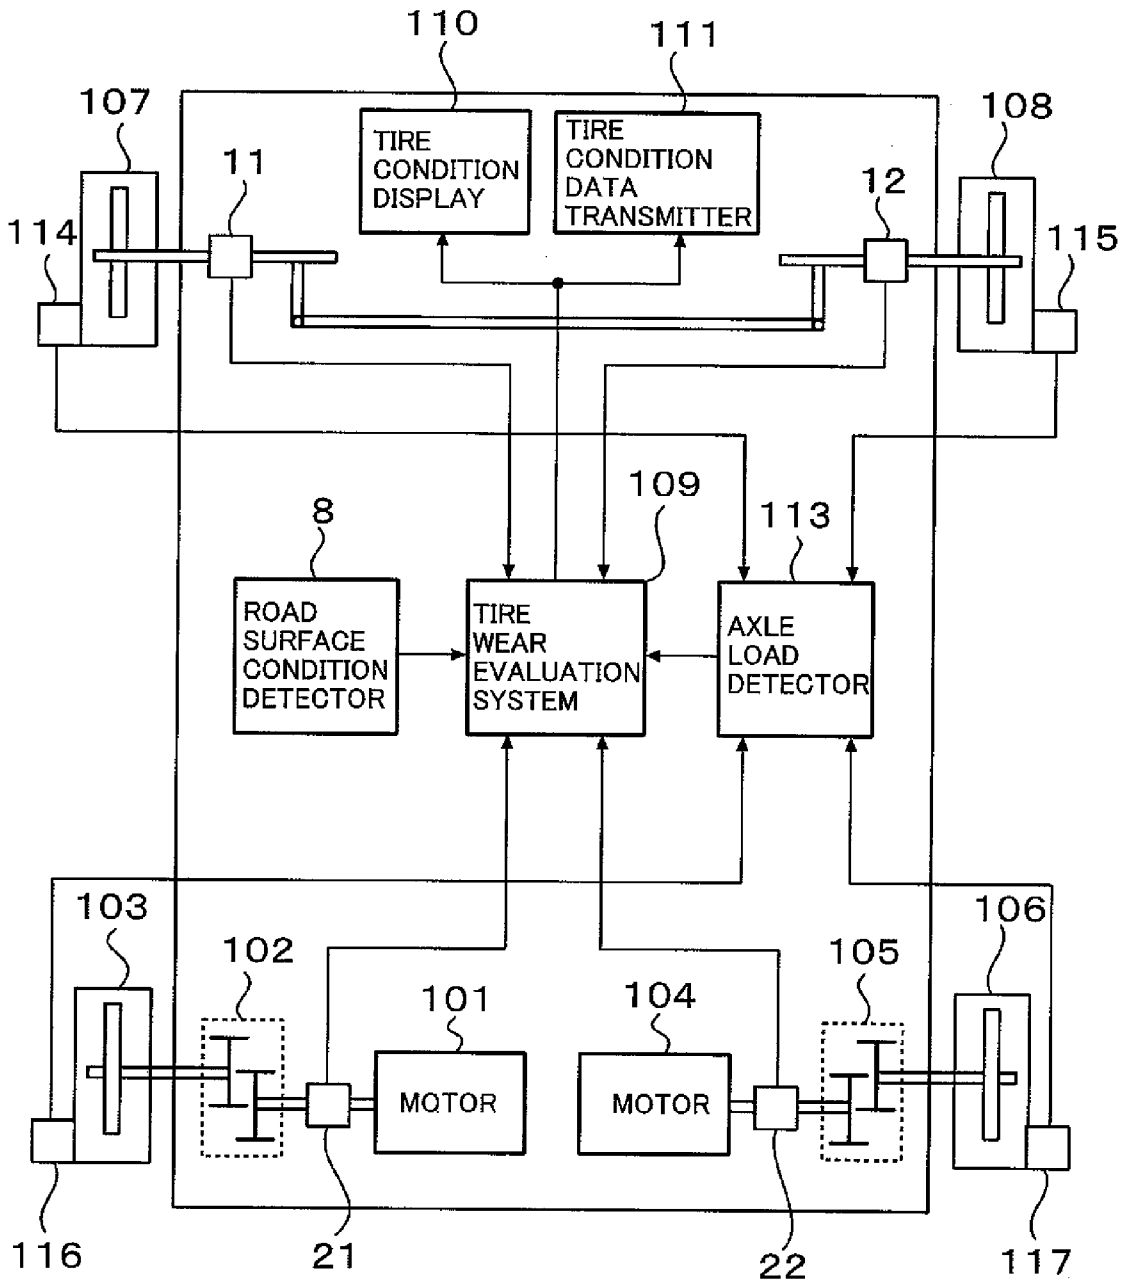 110
111
107
108
TIRE
CONDITION
DISPLAY
TIRE
CONDITION
DATA
TRANSMITTER
11
12
114
115
109
8
113
ROAD
SURFACE
CONDITION
DETECTOR
TIRE
WEAR
EVALUATION
SYSTEM
AXLE
LOAD
DETECTOR
103
106
102
105
101
104
MOTOR
MOTOR
116
21
22
117